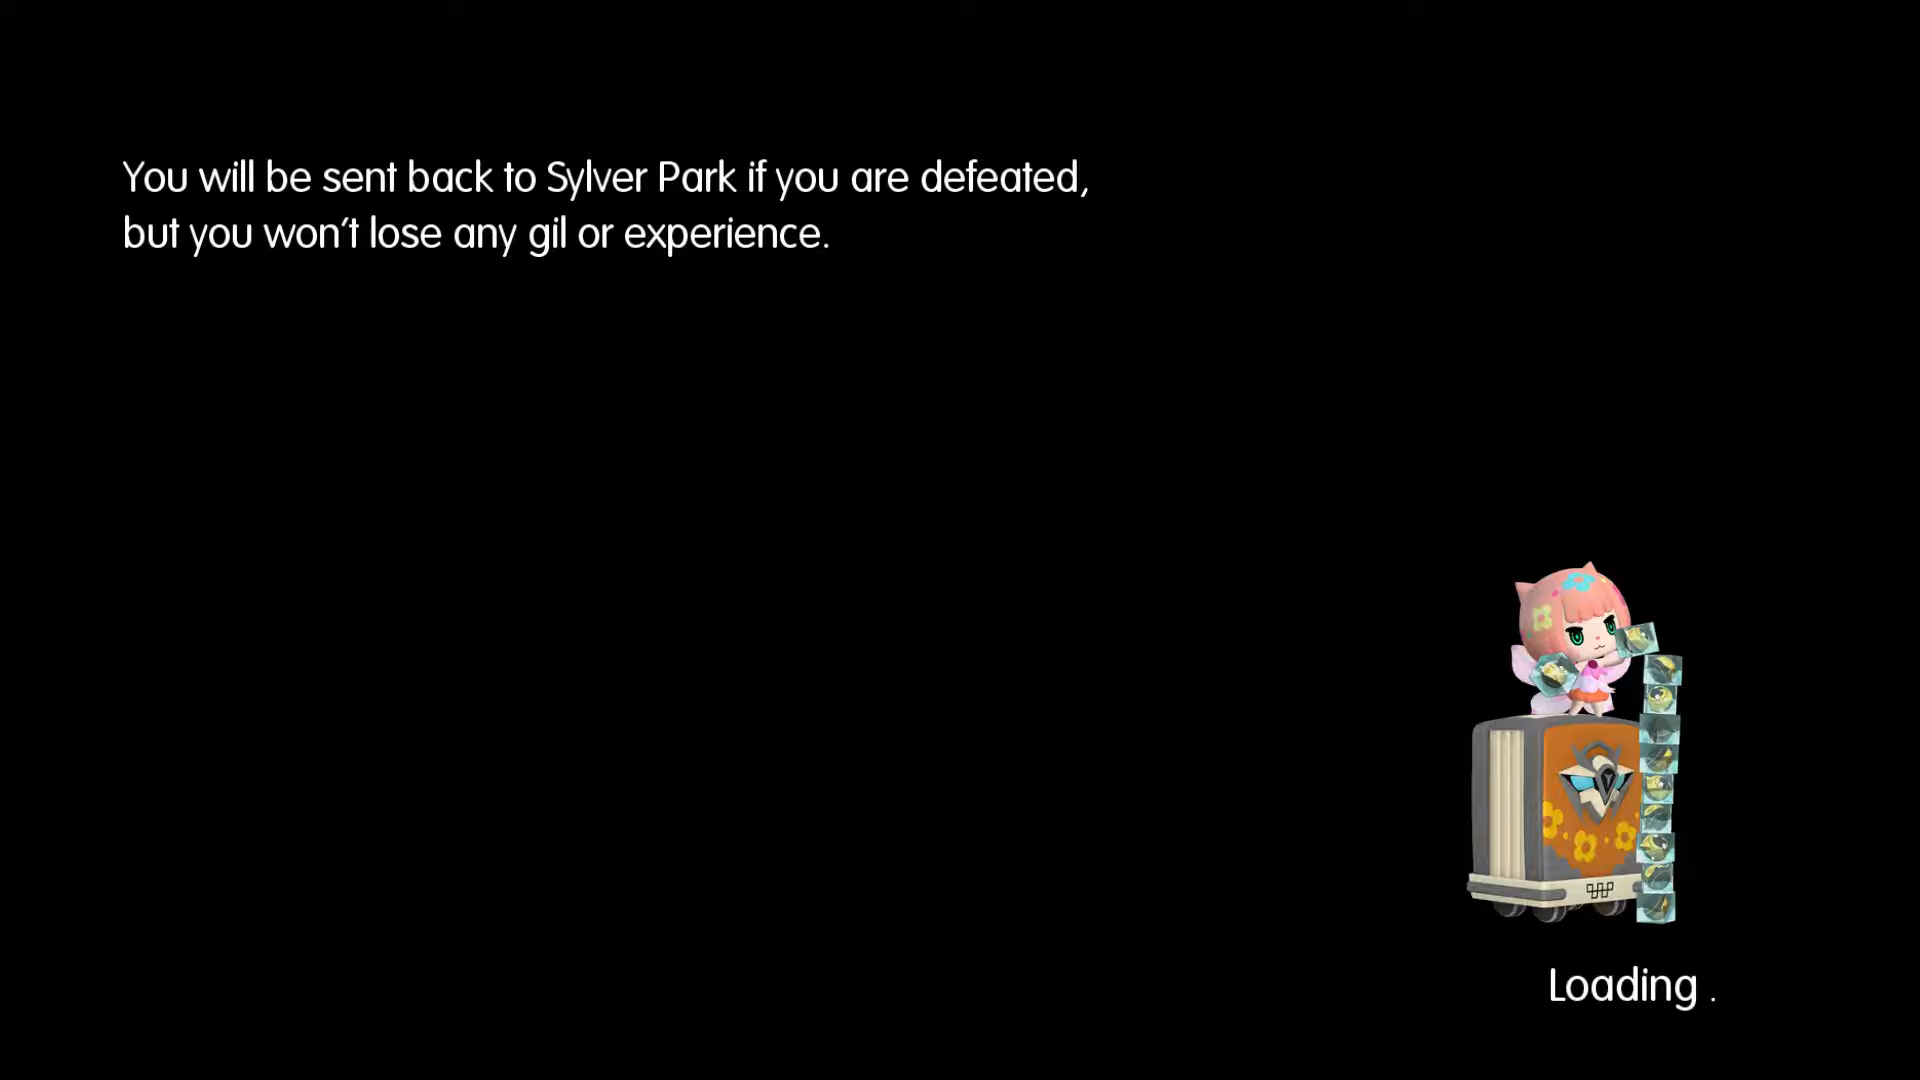 You will be sent back to Sylver Park if you are defeated,
but you won't lose any gil or experience.
Loading .